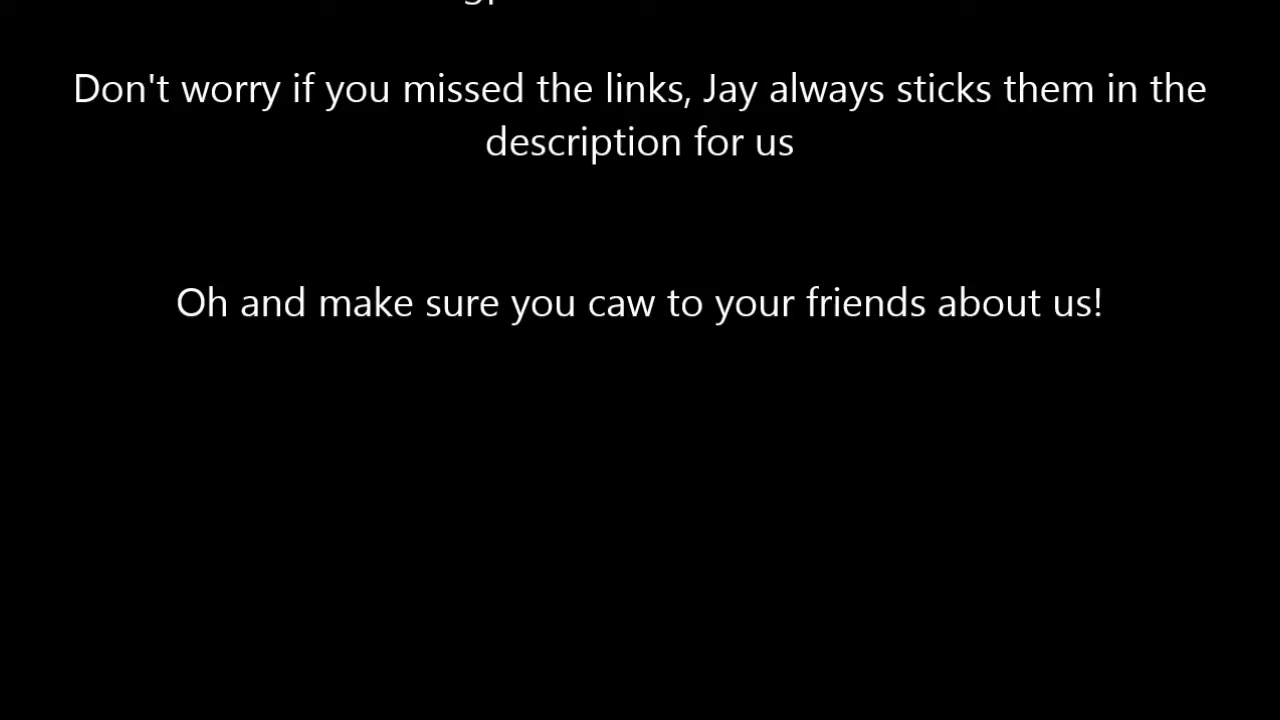 Don't worry if you missed the links, Jay always sticks them in the
description for us
Oh and make sure you caw to your friends about us!